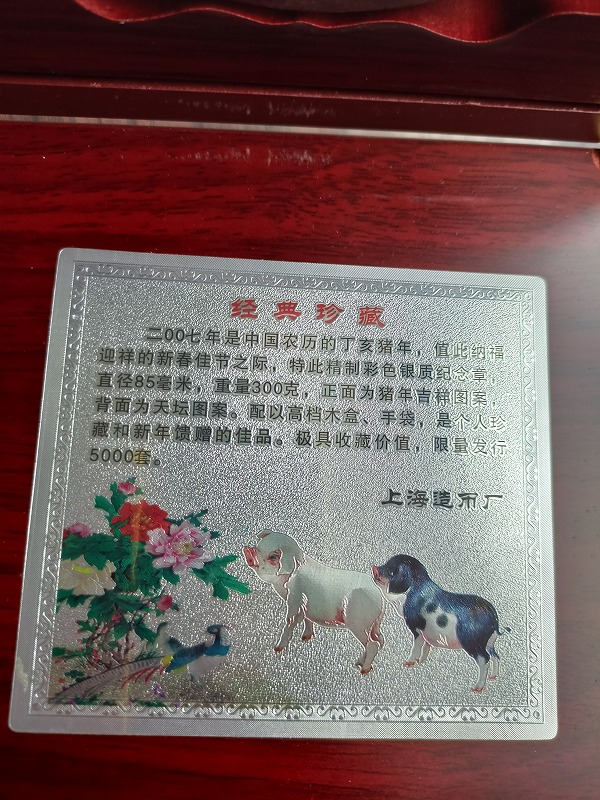 经典珍藏
二00七年是中国农历的丁亥猪年，值此纳福
迎祥的新春佳节之际，特此精制彩色银质纪念章，
直径85毫米，重量300克，正面为猪年吉祥图案，
背面为天坛图案。配以高档木盒、手袋，是个人珍
藏和新年馈赠的佳品。极具收藏价值，限量发行
5000套。
上海造币厂